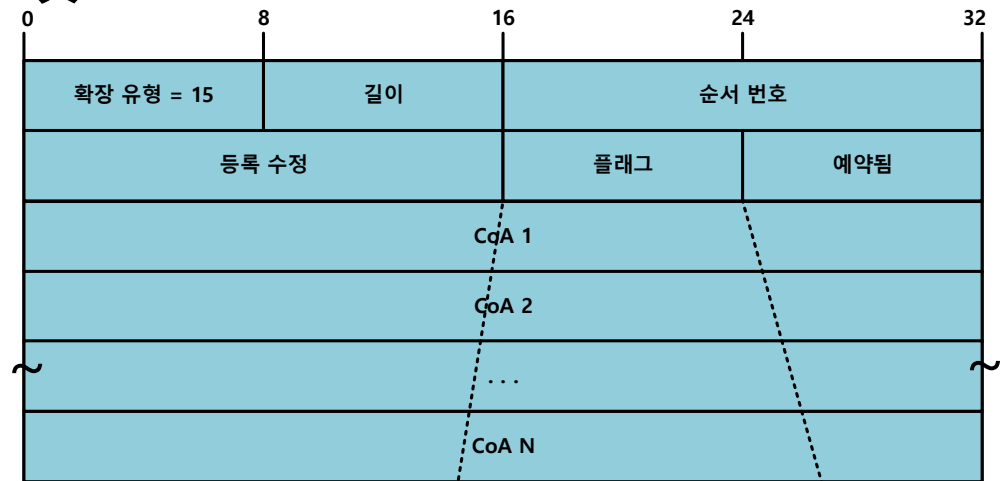 0 8 16 24 32
확장 유형 = 15 길이 순서 번호
등록 수정 플래그 예약됨
CoA 1
CoA 2
~ ... ~
CoA N